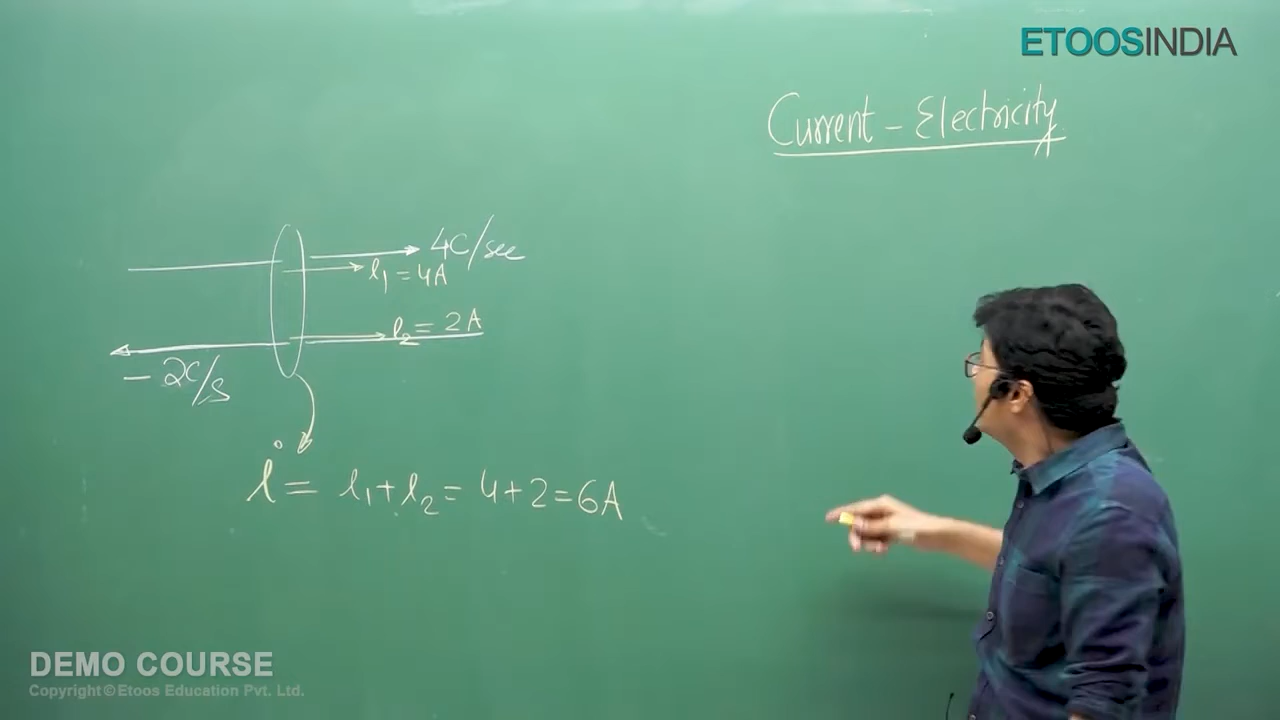 ETOOSINDIA
Current - Electricity
4C/sec
i₁ = 4A
i₂ = 2A
- 2C/s
i = i₁ + i₂ = 4 + 2 = 6A
DEMO COURSE
Copyright © Etoos Education Pvt. Ltd.